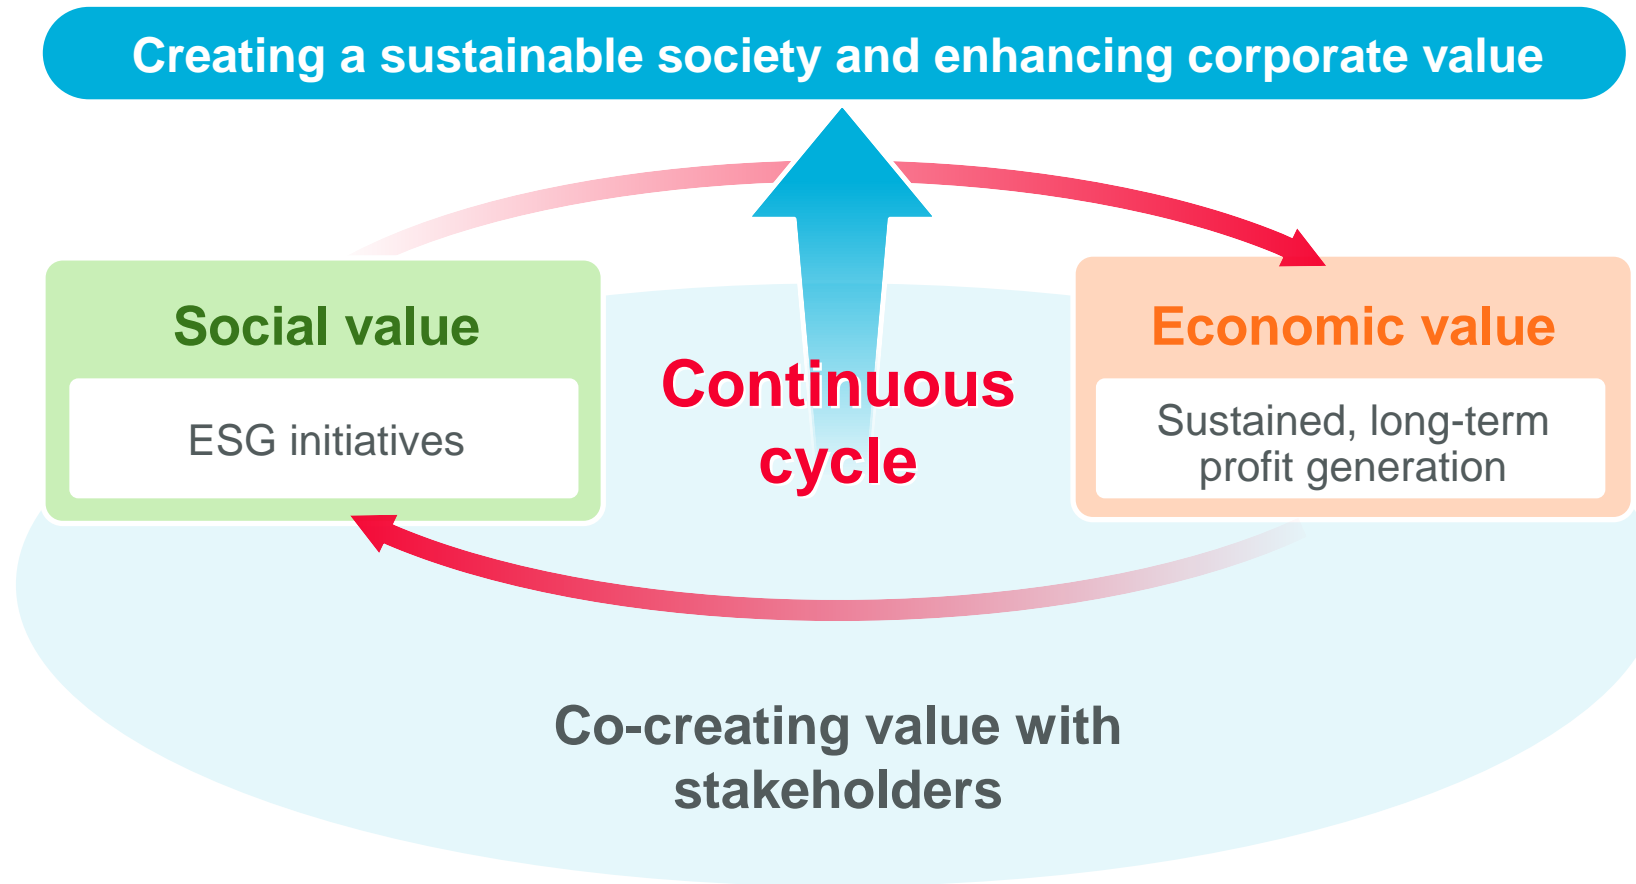 Creating a sustainable society and enhancing corporate value
Social value
ESG initiatives
Continuous
cycle
Economic value
Sustained, long-term
profit generation
Co-creating value with
stakeholders